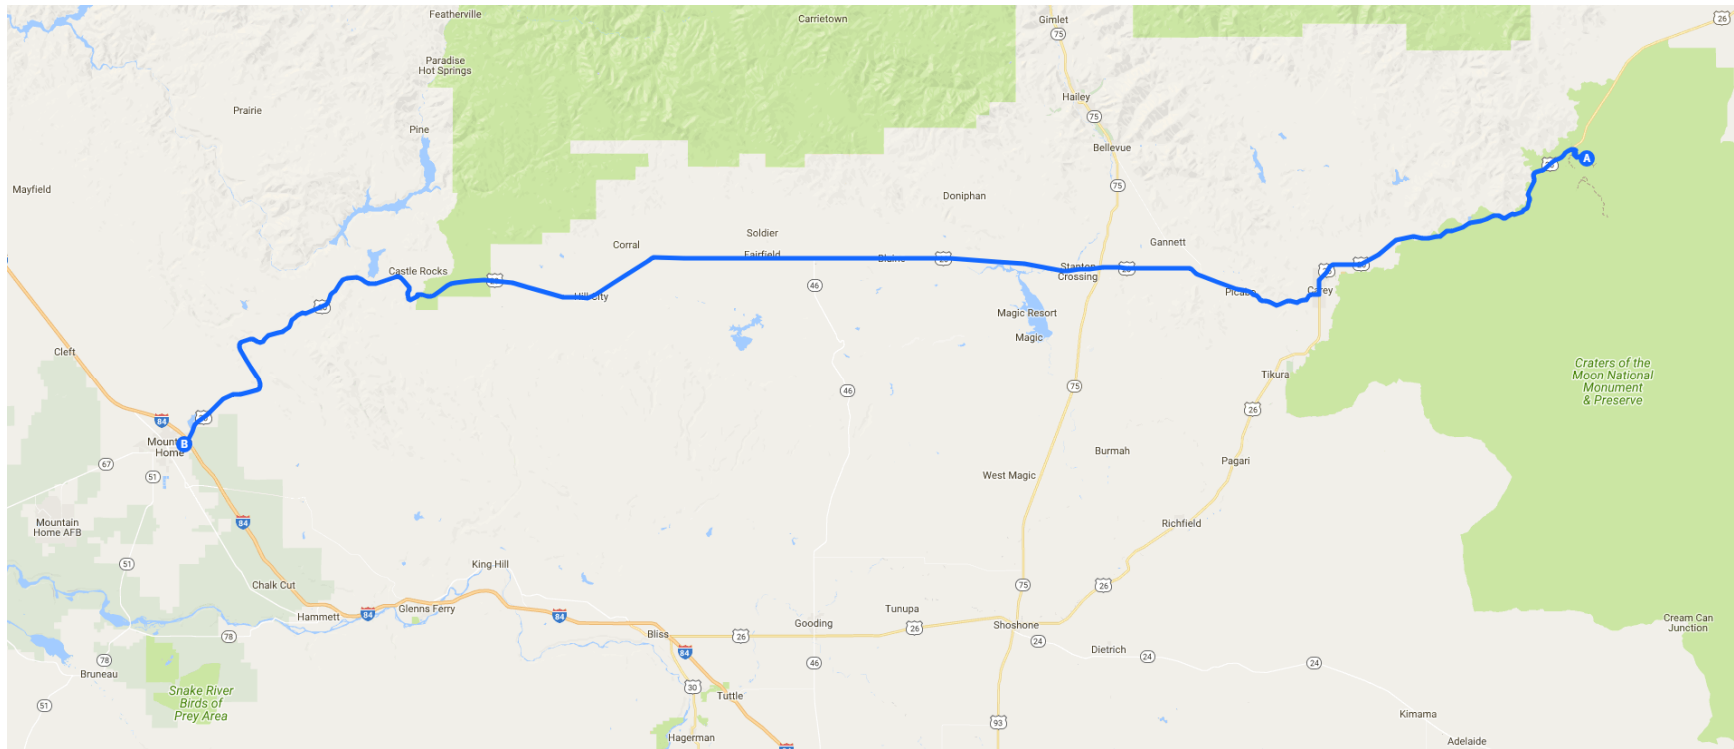 Featherville
Carrietown
Gimlet
26
75
Paradise
Hot Springs
Prairie
Hailey
75
Pine
Bellevue
A
Mayfield
75
Doniphan
Soldier
Corral
Gannett
Fairfield
Blaine
Stanton
Crossing
Castle Rocks
46
Hill City
Picabo
Carey
Magic Resort
Magic
Cleft
Craters of the
Moon National
Monument
& Preserve
Tikura
75
46
26
84
B
Mountain
Home
67
51
Burmah
Pagari
West Magic
84
Mountain
Home AFB
Richfield
51
King Hill
Chalk Cut
75
26
Hammett
84
Glenns Ferry
84
Tunupa
Gooding
Shoshone
Cream Can
Junction
78
Bliss
26
26
24
84
Dietrich
24
24
78
46
Bruneau
Snake River
Birds of
Prey Area
30
Tuttle
51
Kimama
93
Hagerman
84
Adelaide